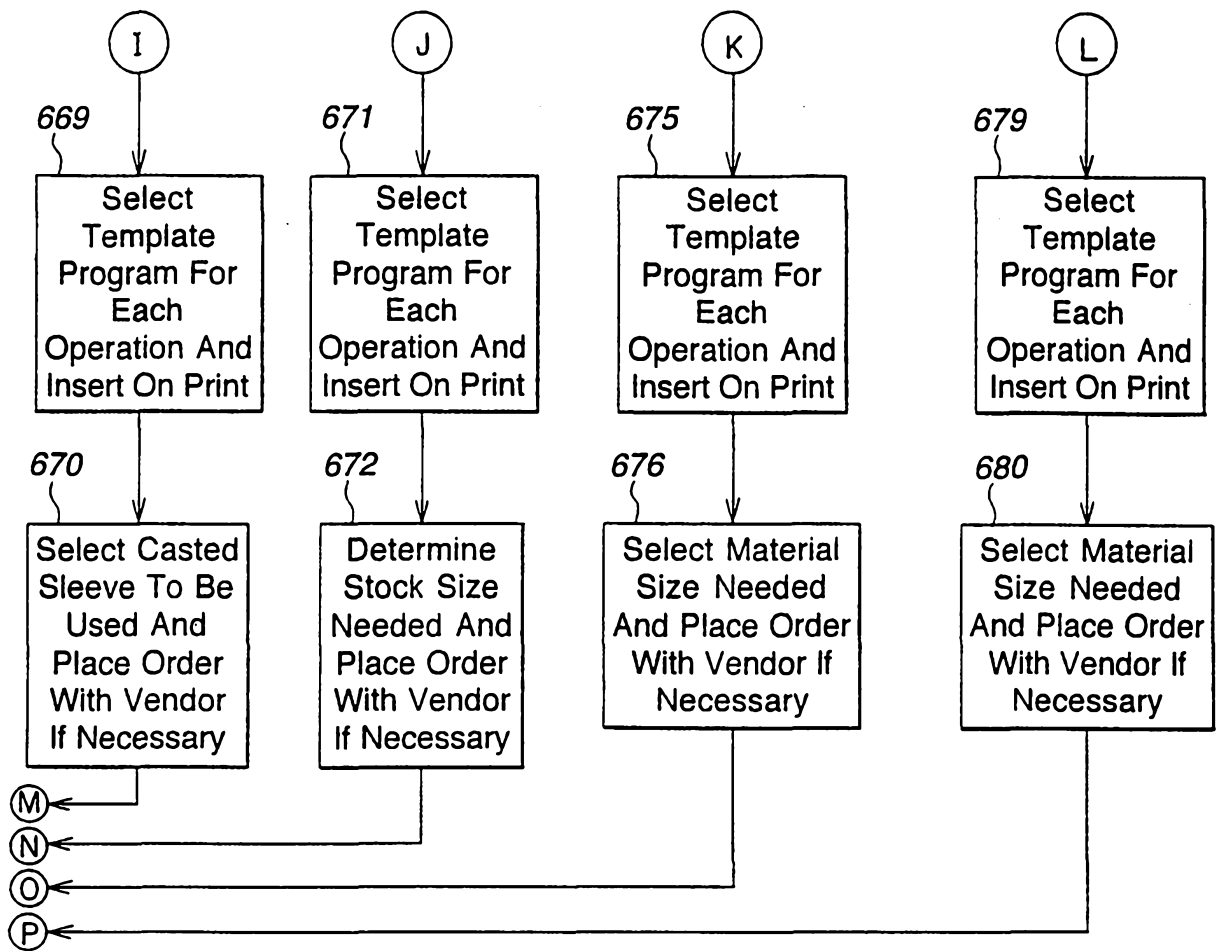 I
J
K
L
669
Select
Template
Program For
Each
Operation And
Insert On Print
671
Select
Template
Program For
Each
Operation And
Insert On Print
675
Select
Template
Program For
Each
Operation And
Insert On Print
679
Select
Template
Program For
Each
Operation And
Insert On Print
670
Select Casted
Sleeve To Be
Used And
Place Order
With Vendor
If Necessary
672
Determine
Stock Size
Needed And
Place Order
With Vendor
If Necessary
676
Select Material
Size Needed
And Place Order
With Vendor If
Necessary
680
Select Material
Size Needed
And Place Order
With Vendor If
Necessary
M
N
O
P